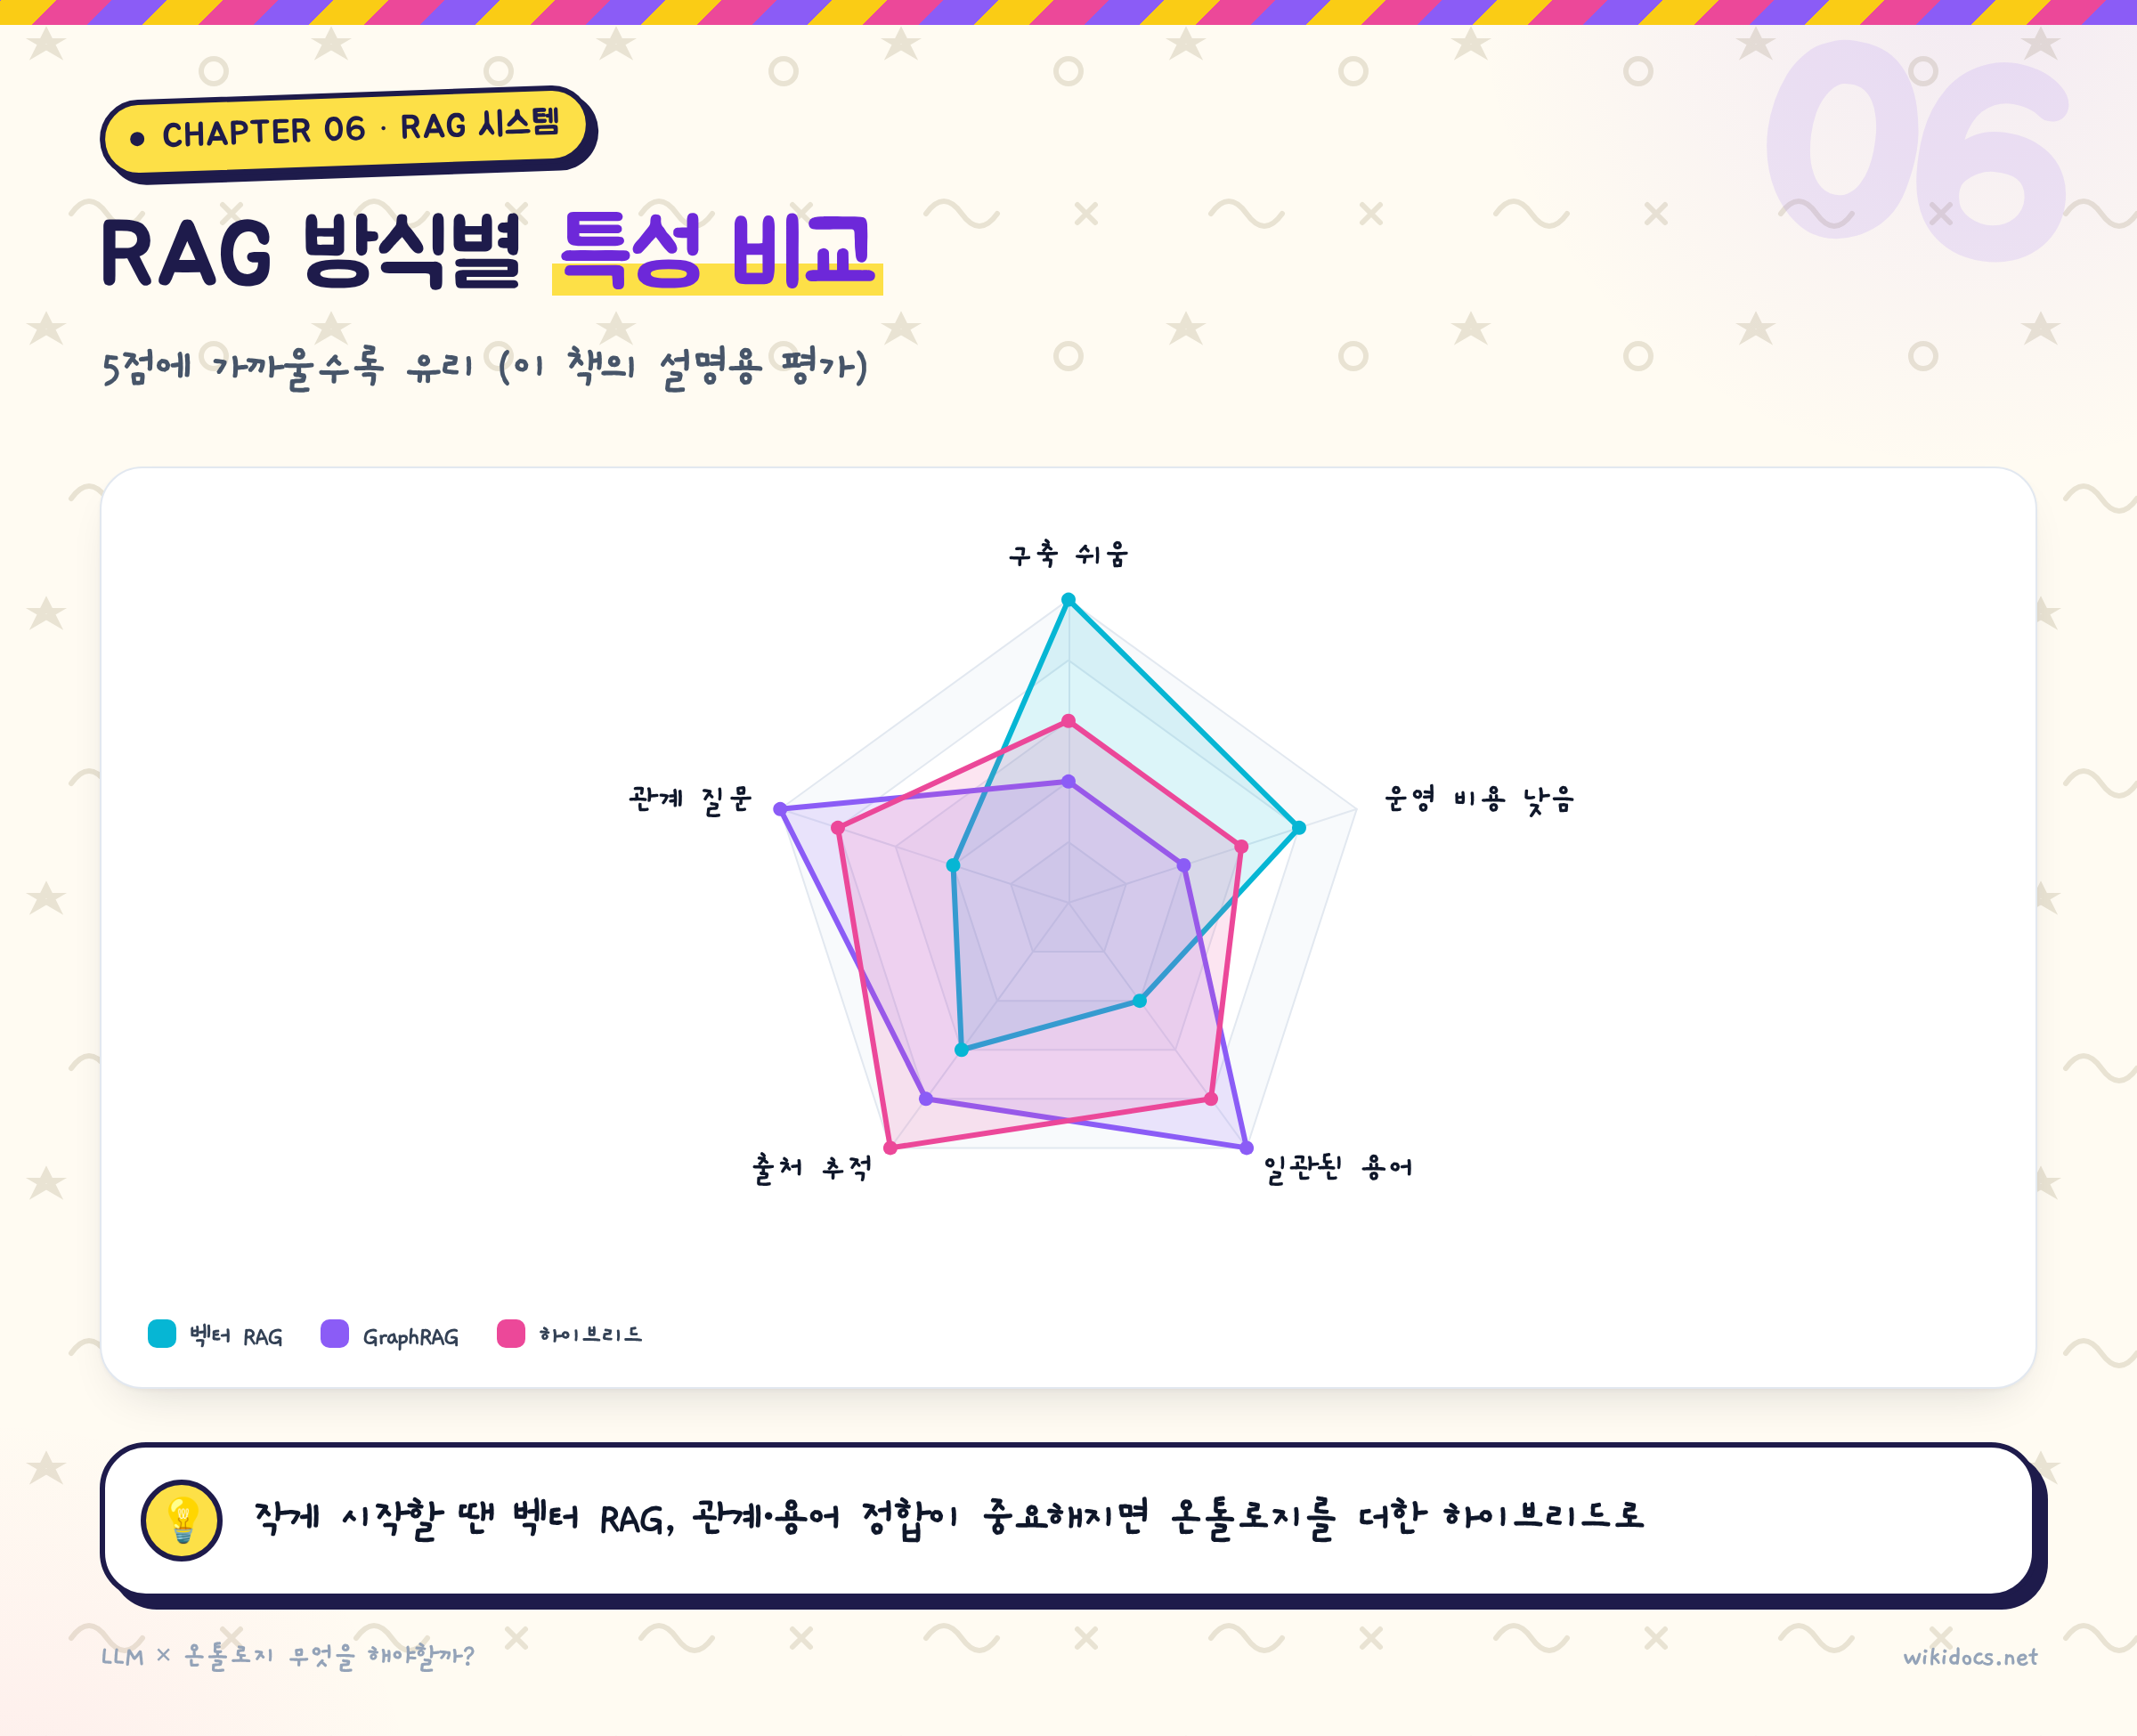 06
• CHAPTER 06 · RAG 시스템
RAG 방식별 특성 비교
5점에 가까울수록 유리 (이 책의 설명용 평가)
구축 쉬움
관계 질문
운영 비용 낮음
출처 추적
일관된 용어
벡터 RAG
GraphRAG
하이브리드
작게 시작할 땐 벡터 RAG, 관계·용어 정합이 중요해지면 온톨로지를 더한 하이브리드로
LLM × 온톨로지 무엇을 해야할까?
wikidocs.net